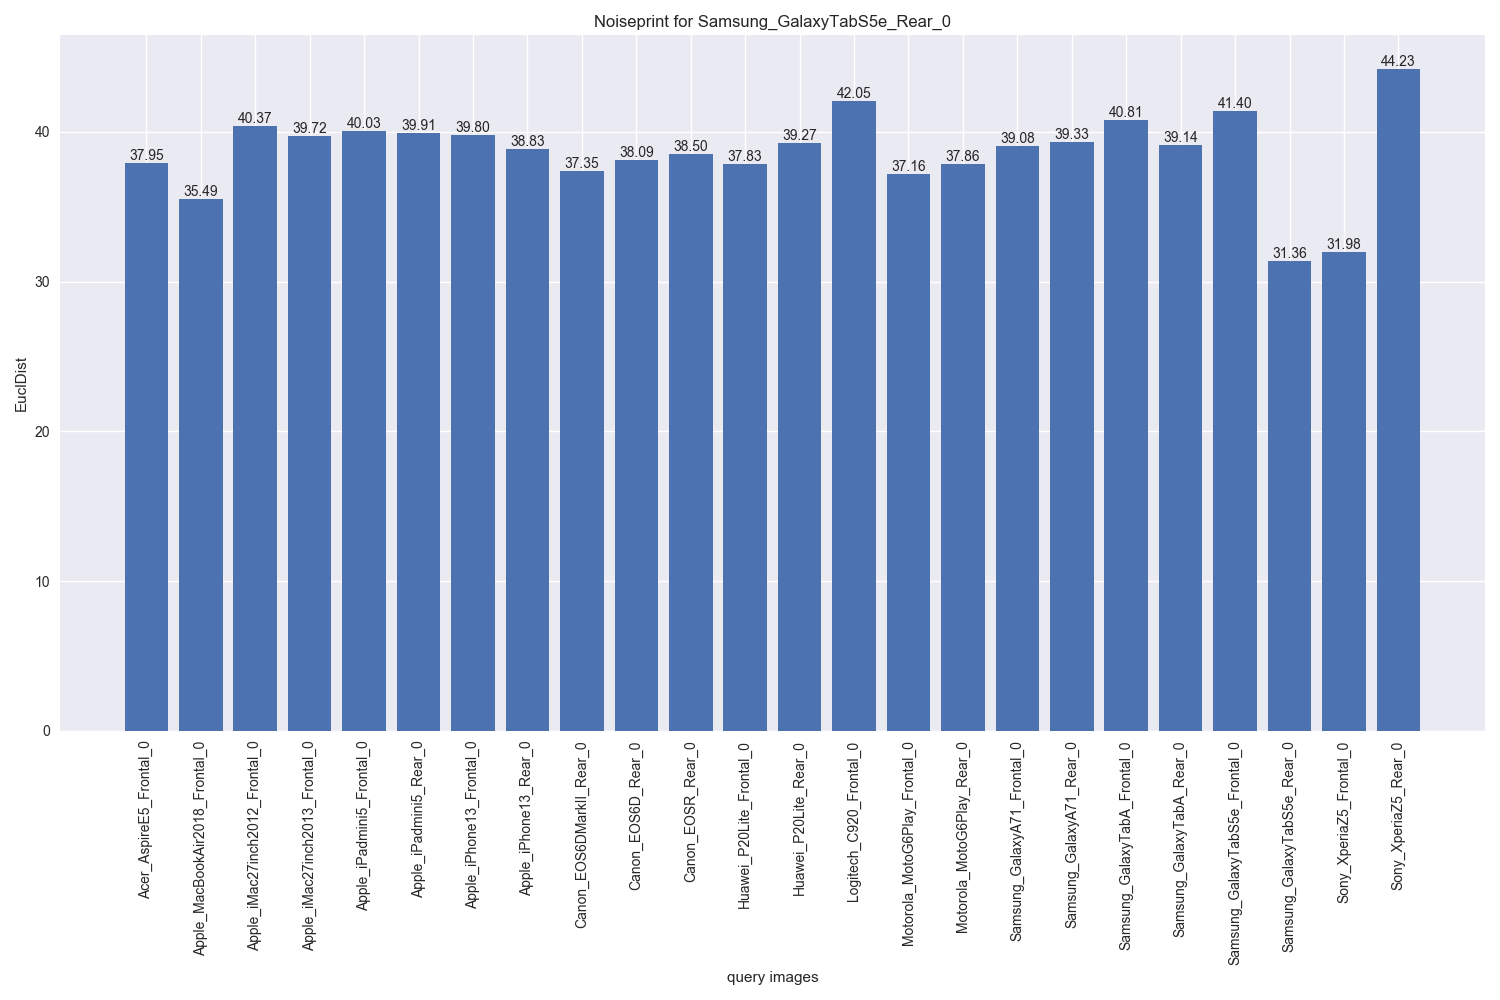 Noiseprint for Samsung_GalaxyTabS5e_Rear_0
EuclDist
40
30
20
10
0
37.95
35.49
40.37
39.72
40.03
39.91
39.80
38.83
37.35
38.09
38.50
37.83
39.27
42.05
37.16
37.86
39.08
39.33
40.81
39.14
41.40
31.36
31.98
44.23
Acer_AspireE5_Frontal_0
Apple_MacBookAir2018_Frontal_0
Apple_iMac27inch2012_Frontal_0
Apple_iMac27inch2013_Frontal_0
Apple_iPadmini5_Frontal_0
Apple_iPadmini5_Rear_0
Apple_iPhone13_Frontal_0
Apple_iPhone13_Rear_0
Canon_EOS6DMarkII_Rear_0
Canon_EOS6D_Rear_0
Canon_EOSR_Rear_0
Huawei_P20Lite_Frontal_0
Huawei_P20Lite_Rear_0
Logitech_C920_Frontal_0
Motorola_MotoG6Play_Frontal_0
Motorola_MotoG6Play_Rear_0
Samsung_GalaxyA71_Frontal_0
Samsung_GalaxyA71_Rear_0
Samsung_GalaxyTabA_Frontal_0
Samsung_GalaxyTabA_Rear_0
Samsung_GalaxyTabS5e_Frontal_0
Samsung_GalaxyTabS5e_Rear_0
Sony_XperiaZ5_Frontal_0
Sony_XperiaZ5_Rear_0
query images